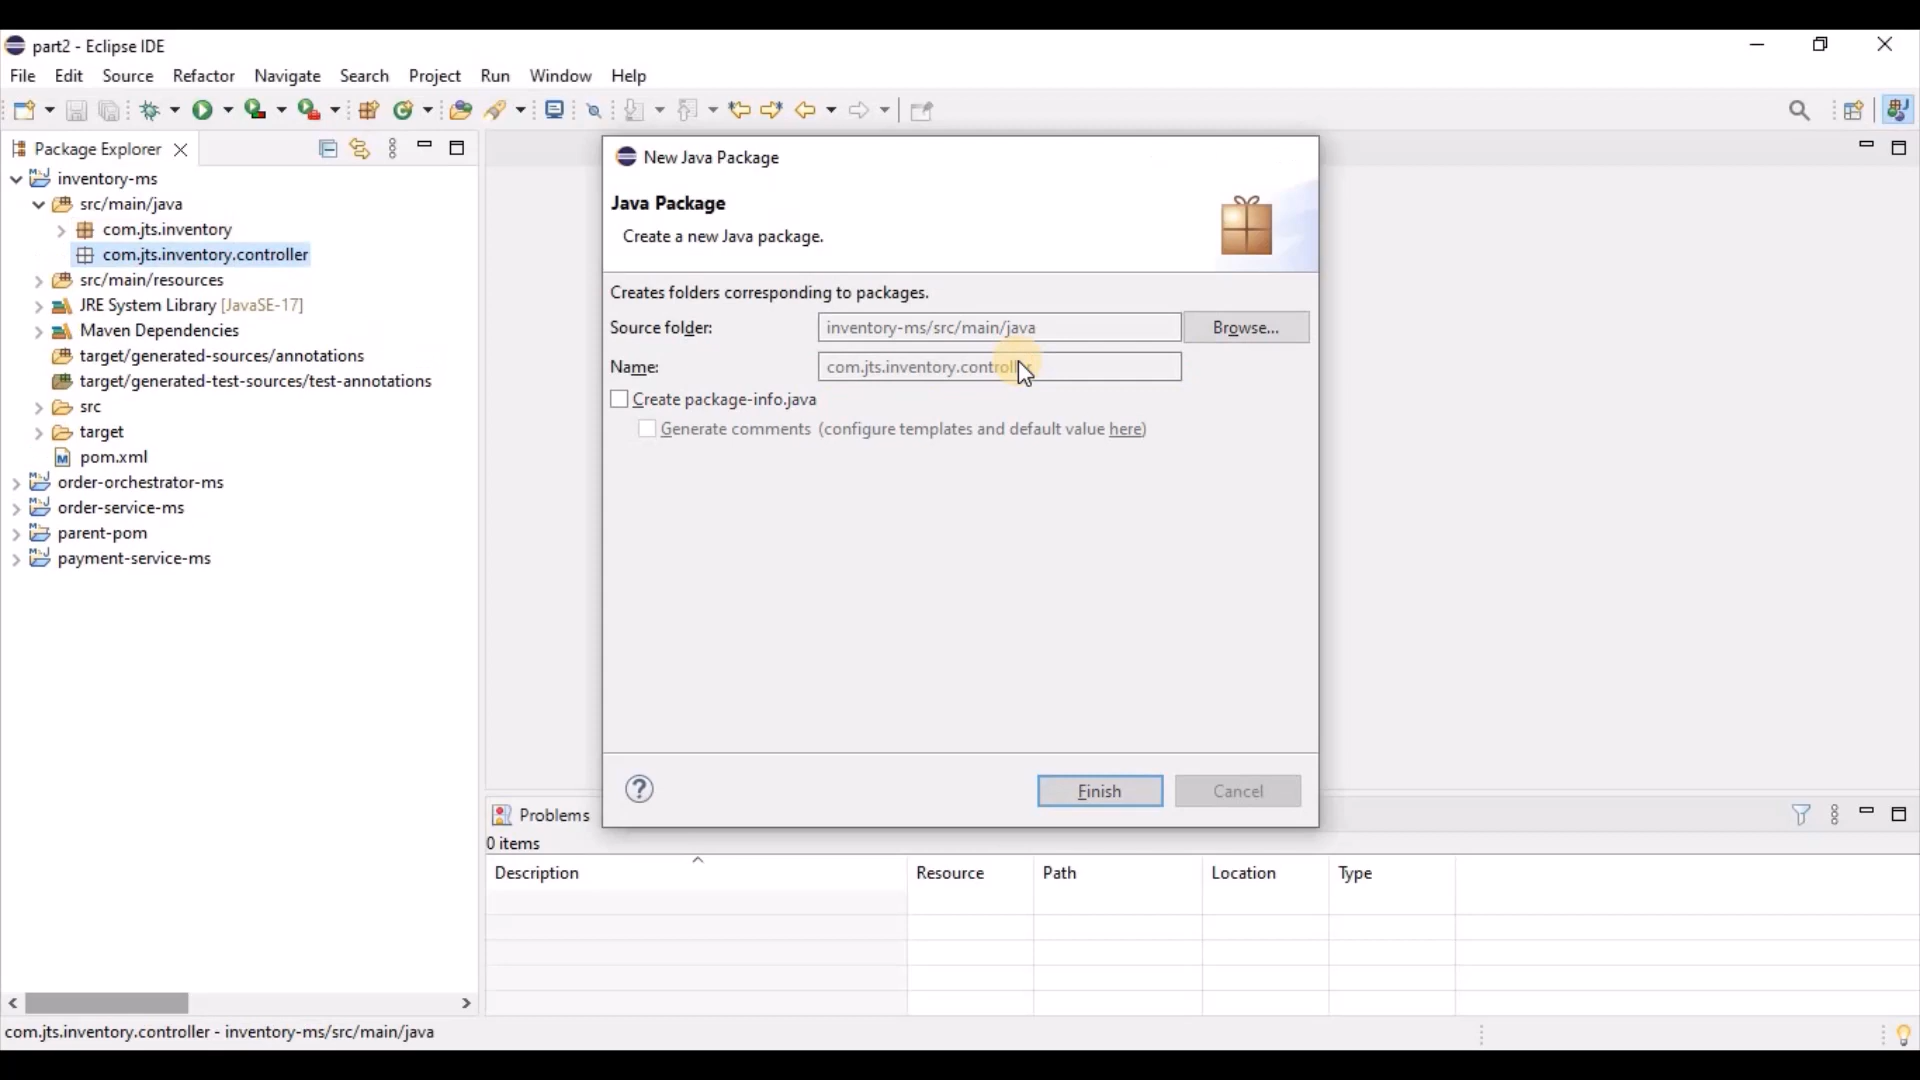 part2 - Eclipse IDE
File Edit Source Refactor Navigate Search Project Run Window Help
Package Explorer
inventory-ms
src/main/java
com.jts.inventory
com.jts.inventory.controller
src/main/resources
JRE System Library [JavaSE-17]
Maven Dependencies
target/generated-sources/annotations
target/generated-test-sources/test-annotations
src
target
pom.xml
order-orchestrator-ms
order-service-ms
parent-pom
payment-service-ms
New Java Package
Java Package
Create a new Java package.
Creates folders corresponding to packages.
Source folder: inventory-ms/src/main/java Browse...
Name: com.jts.inventory.controller
Create package-info.java
Generate comments (configure templates and default value here)
? Finish Cancel
Problems
0 items
Description Resource Path Location Type
com.jts.inventory.controller - inventory-ms/src/main/java